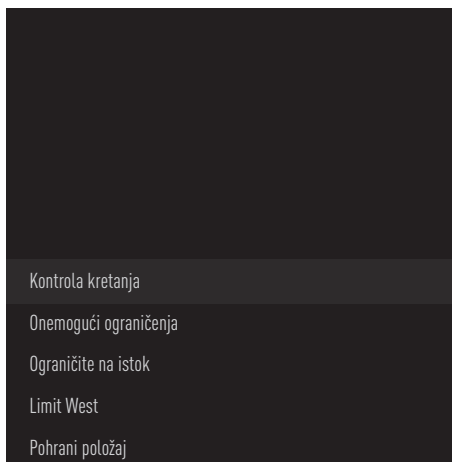 Kontrola kretanja
Onemogući ograničenja
Ograničite na istok
Limit West
Pohrani položaj